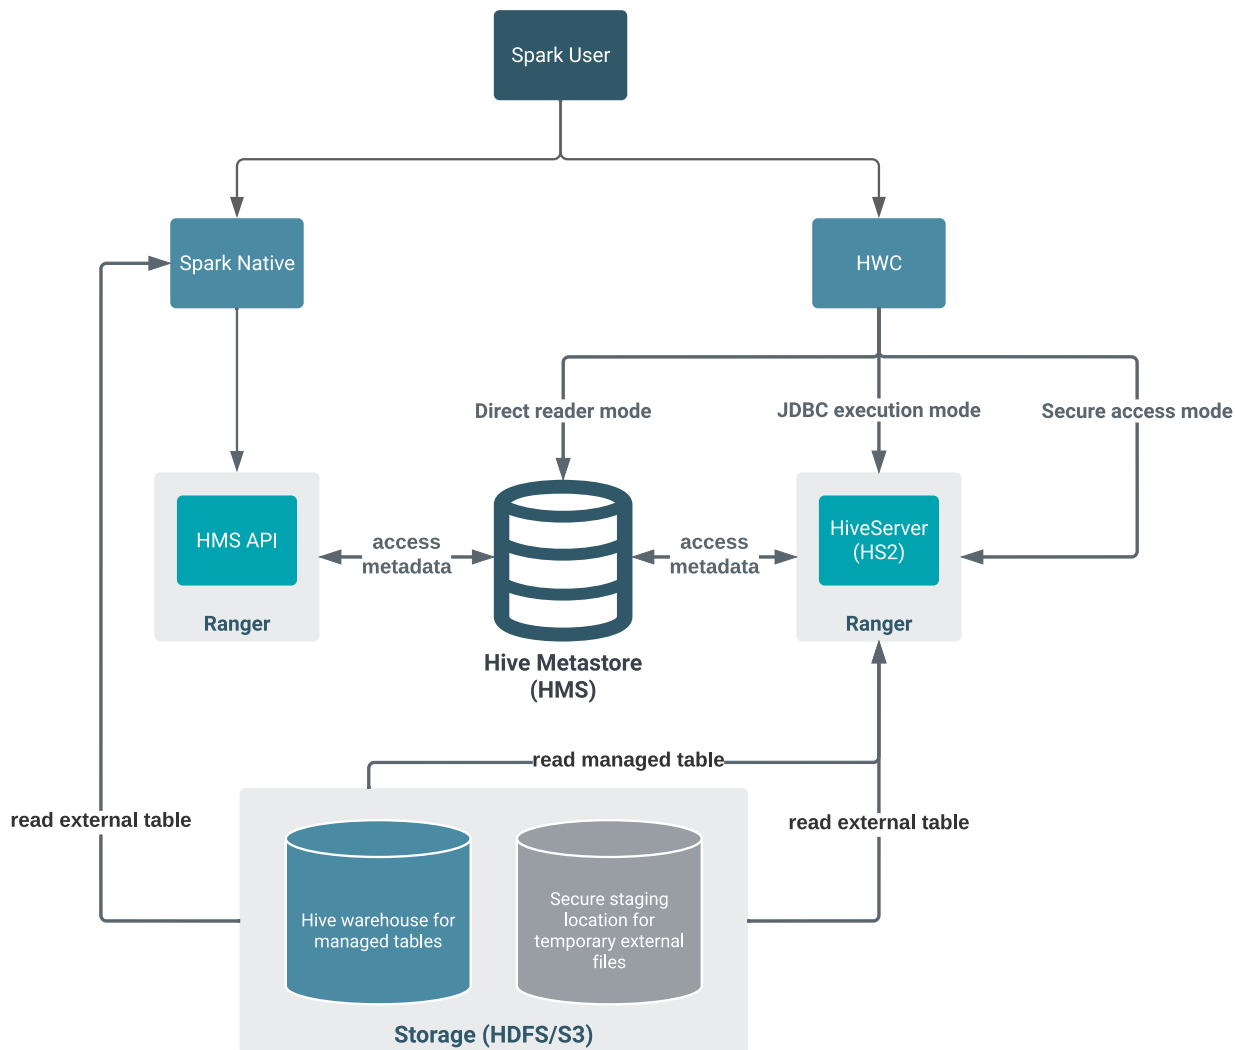 Spark User
Spark Native
HWC
Direct reader mode
JDBC execution mode
Secure access mode
HMS API
Ranger
access
metadata
access
metadata
HiveServer
(HS2)
Ranger
Hive Metastore
(HMS)
read managed table
read external table
read external table
Hive warehouse for
managed tables
Secure staging
location for
temporary external
files
Storage (HDFS/S3)